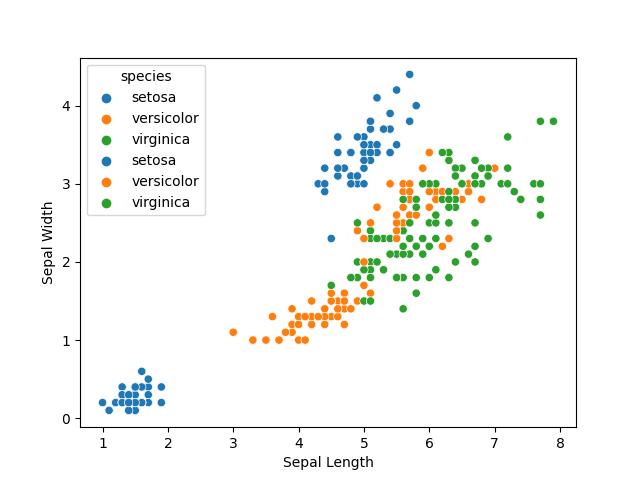 species
setosa
versicolor
virginica
setosa
versicolor
virginica
4
3
2
1
0
Sepal Width
1 2 3 4 5 6 7 8
Sepal Length